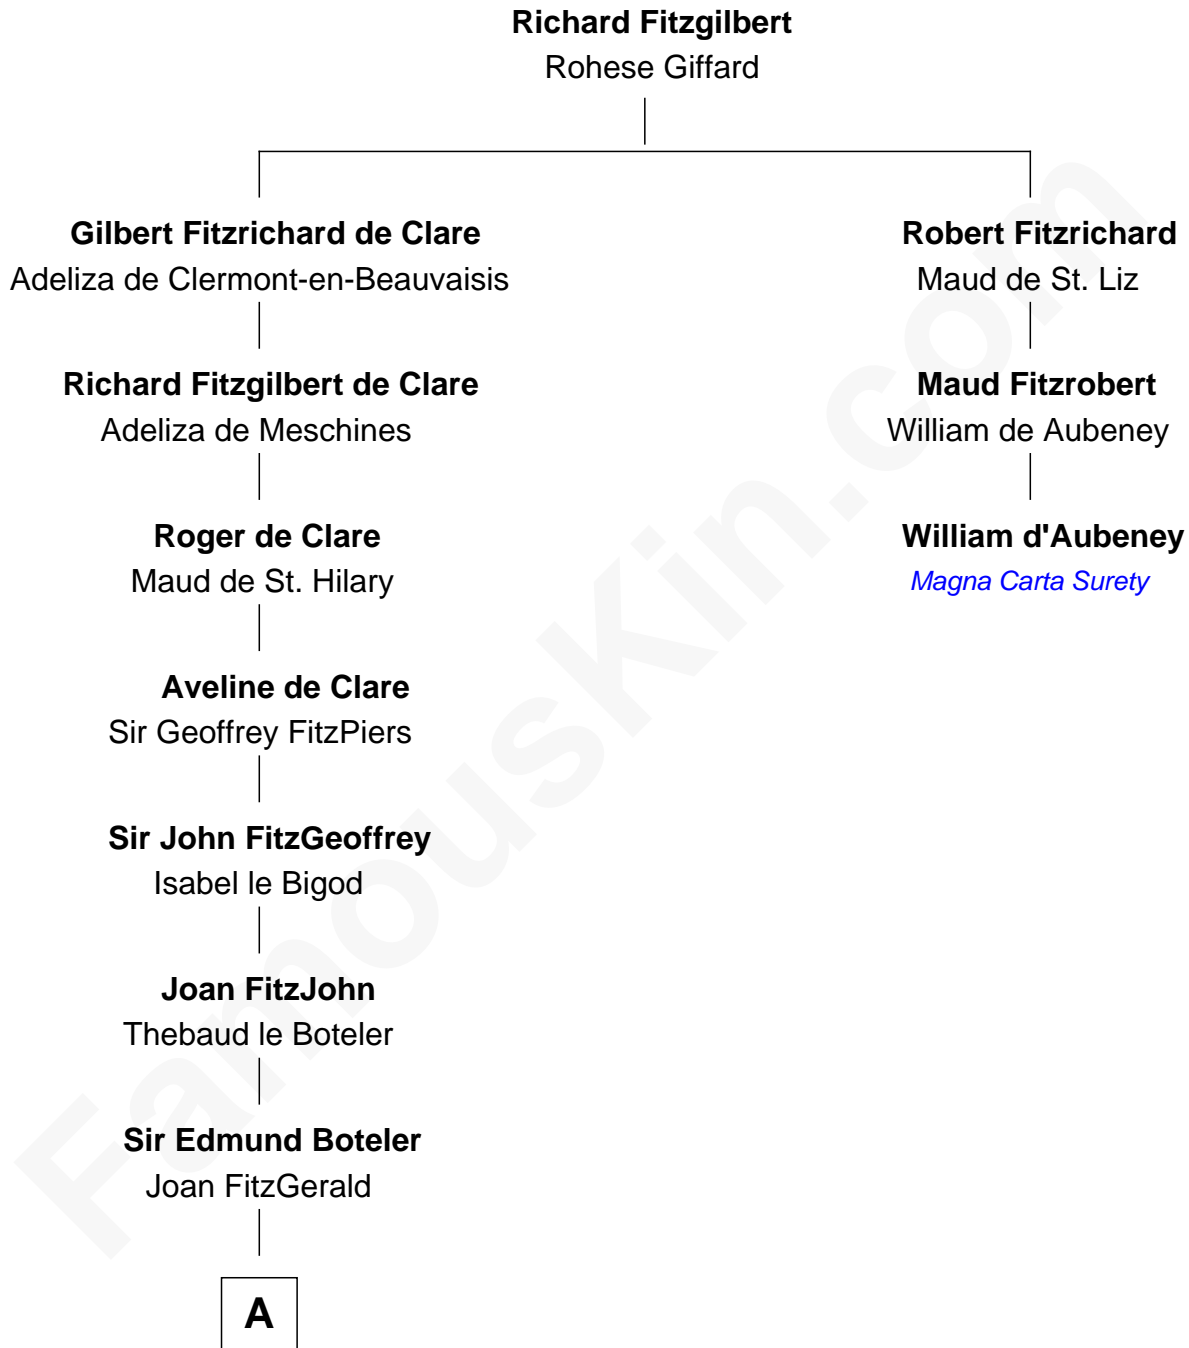 Richard Fitzgilbert
Rohese Giffard
Gilbert Fitzrichard de Clare
Adeliza de Clermont-en-Beauvaisis
Robert Fitzrichard
Maud de St. Liz
Richard Fitzgilbert de Clare
Adeliza de Meschines
Maud Fitzrobert
William de Aubeney
Roger de Clare
Maud de St. Hilary
William d'Aubeney
Magna Carta Surety
Aveline de Clare
Sir Geoffrey FitzPiers
Sir John FitzGeoffrey
Isabel le Bigod
Joan FitzJohn
Thebaud le Boteler
Sir Edmund Boteler
Joan FitzGerald
A
FamousKin.com